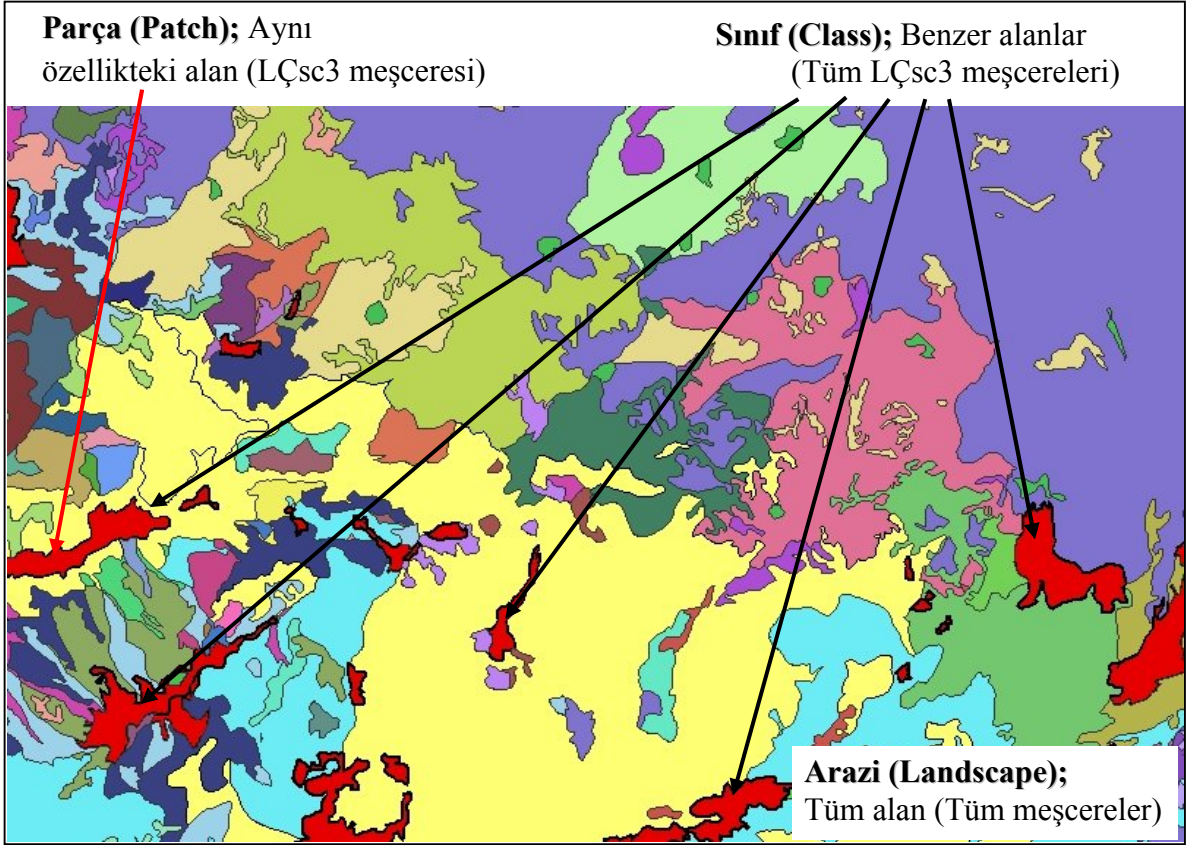 Parça (Patch); Aynı
özellikteki alan (LÇsc3 meşceresi)
Sınıf (Class); Benzer alanlar
(Tüm LÇsc3 meşcereleri)
Arazi (Landscape);
Tüm alan (Tüm meşcereler)